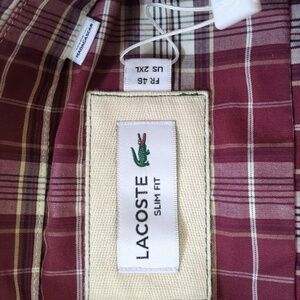 FR 46
US 2XL
LACOSTE
SLIM FIT